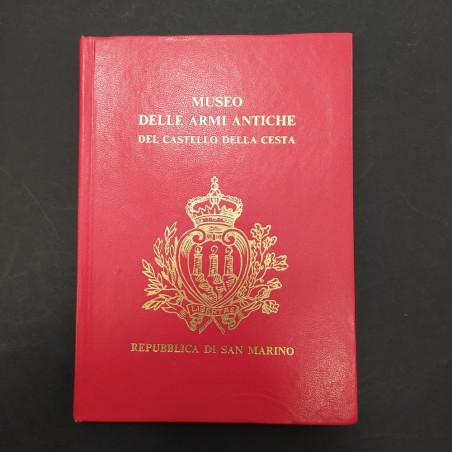 MUSEO
DELLE ARMI ANTICHE
DEL CASTELLO DELLA CESTA
LIBERTAS
REPUBBLICA DI SAN MARINO